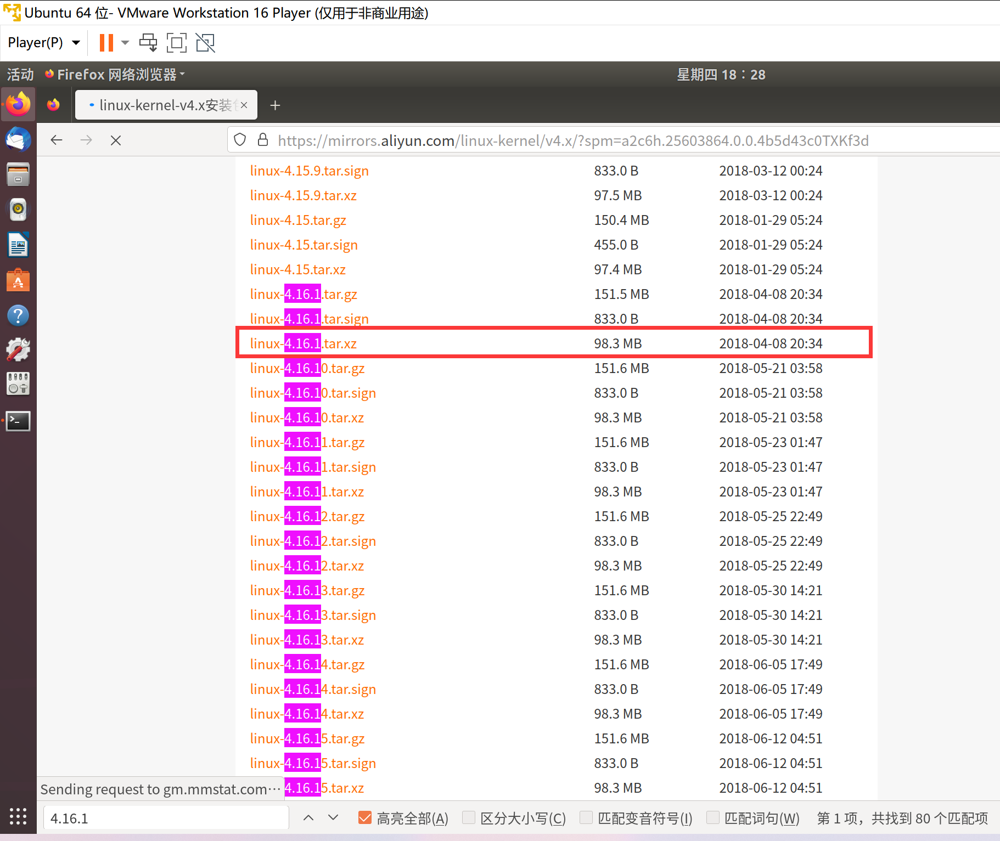 Ubuntu 64 位- VMware Workstation 16 Player (仅用于非商业用途)
Player(P)
活动 Firefox 网络浏览器 星期四 18：28
linux-kernel-v4.x安装
https://mirrors.aliyun.com/linux-kernel/v4.x/?spm=a2c6h.25603864.0.0.4b5d43c0TXKf3d
linux-4.15.9.tar.sign 833.0 B 2018-03-12 00:24
linux-4.15.9.tar.xz 97.5 MB 2018-03-12 00:24
linux-4.15.tar.gz 150.4 MB 2018-01-29 05:24
linux-4.15.tar.sign 455.0 B 2018-01-29 05:24
linux-4.15.tar.xz 97.4 MB 2018-01-29 05:24
linux-4.16.1.tar.gz 151.5 MB 2018-04-08 20:34
linux-4.16.1.tar.sign 833.0 B 2018-04-08 20:34
linux-4.16.1.tar.xz 98.3 MB 2018-04-08 20:34
linux-4.16.10.tar.gz 151.6 MB 2018-05-21 03:58
linux-4.16.10.tar.sign 833.0 B 2018-05-21 03:58
linux-4.16.10.tar.xz 98.3 MB 2018-05-21 03:58
linux-4.16.11.tar.gz 151.6 MB 2018-05-23 01:47
linux-4.16.11.tar.sign 833.0 B 2018-05-23 01:47
linux-4.16.11.tar.xz 98.3 MB 2018-05-23 01:47
linux-4.16.12.tar.gz 151.6 MB 2018-05-25 22:49
linux-4.16.12.tar.sign 833.0 B 2018-05-25 22:49
linux-4.16.12.tar.xz 98.3 MB 2018-05-25 22:49
linux-4.16.13.tar.gz 151.6 MB 2018-05-30 14:21
linux-4.16.13.tar.sign 833.0 B 2018-05-30 14:21
linux-4.16.13.tar.xz 98.3 MB 2018-05-30 14:21
linux-4.16.14.tar.gz 151.6 MB 2018-06-05 17:49
linux-4.16.14.tar.sign 833.0 B 2018-06-05 17:49
linux-4.16.14.tar.xz 98.3 MB 2018-06-05 17:49
linux-4.16.15.tar.gz 151.6 MB 2018-06-12 04:51
linux-4.16.15.tar.sign 833.0 B 2018-06-12 04:51
Sending request to gm.mmstat.com… 4.16.15.tar.xz 98.3 MB 2018-06-12 04:51
4.16.1 高亮全部(A) 区分大小写(C) 匹配变音符号(I) 匹配词句(W) 第 1 项，共找到 80 个匹配项